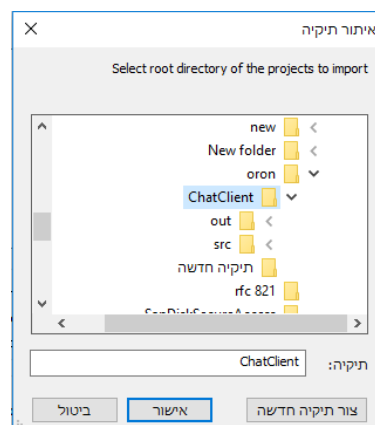 איתור תיקיה
Select root directory of the projects to import
new
New folder
oron
ChatClient
out
src
תיקיה חדשה
rfc 821
SanDiskSecureAccess
תיקיה:
ChatClient
צור תיקיה חדשה
אישור
ביטול